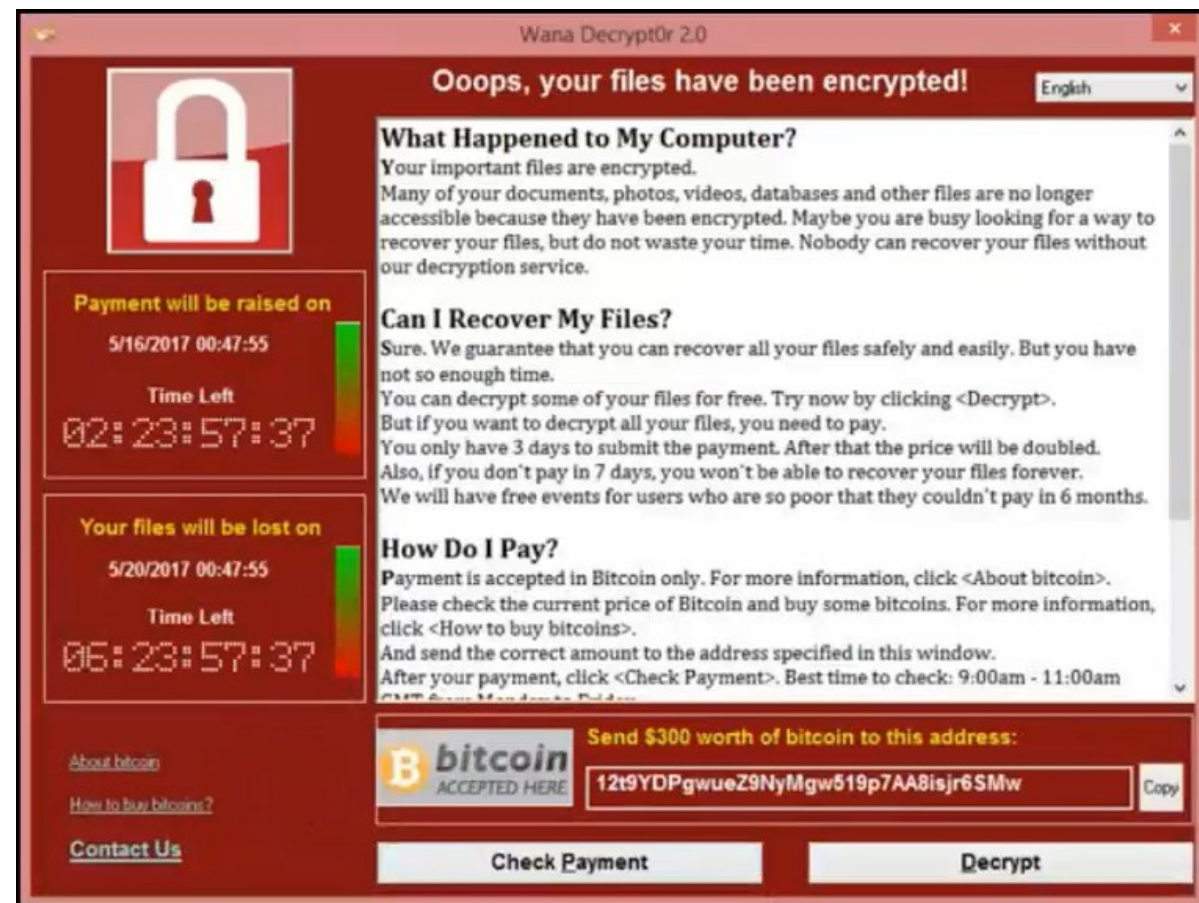 Wana Decrypt0r 2.0
Ooops, your files have been encrypted!
English
What Happened to My Computer?
Your important files are encrypted.
Many of your documents, photos, videos, databases and other files are no longer
accessible because they have been encrypted. Maybe you are busy looking for a way to
recover your files, but do not waste your time. Nobody can recover your files without
our decryption service.
Can I Recover My Files?
Sure. We guarantee that you can recover all your files safely and easily. But you have
not so enough time.
You can decrypt some of your files for free. Try now by clicking <Decrypt>.
But if you want to decrypt all your files, you need to pay.
You only have 3 days to submit the payment. After that the price will be doubled.
Also, if you don't pay in 7 days, you won't be able to recover your files forever.
We will have free events for users who are so poor that they couldn't pay in 6 months.
How Do I Pay?
Payment is accepted in Bitcoin only. For more information, click <About bitcoin>.
Please check the current price of Bitcoin and buy some bitcoins. For more information,
click <How to buy bitcoins>.
And send the correct amount to the address specified in this window.
After your payment, click <Check Payment>. Best time to check: 9:00am - 11:00am
GMT from Monday to Friday.
Payment will be raised on
5/16/2017 00:47:55
Time Left
02:23:57:37
Your files will be lost on
5/20/2017 00:47:55
Time Left
06:23:57:37
About bitcoin
How to buy bitcoins?
Contact Us
bitcoin
ACCEPTED HERE
Send $300 worth of bitcoin to this address:
12t9YDPgwueZ9NyMgw519p7AA8isjr6SMw
Copy
Check Payment
Decrypt